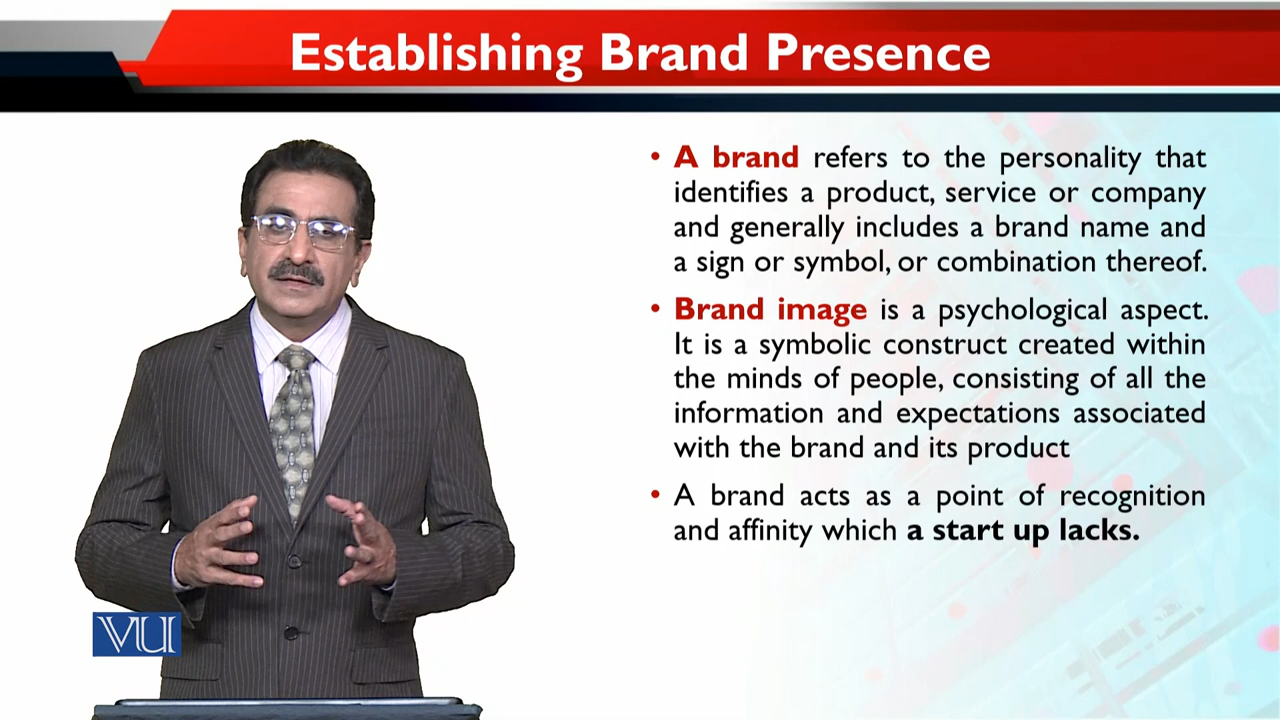 Establishing Brand Presence
• A brand refers to the personality that
identifies a product, service or company
and generally includes a brand name and
a sign or symbol, or combination thereof.
• Brand image is a psychological aspect.
It is a symbolic construct created within
the minds of people, consisting of all the
information and expectations associated
with the brand and its product
• A brand acts as a point of recognition
and affinity which a start up lacks.
VU